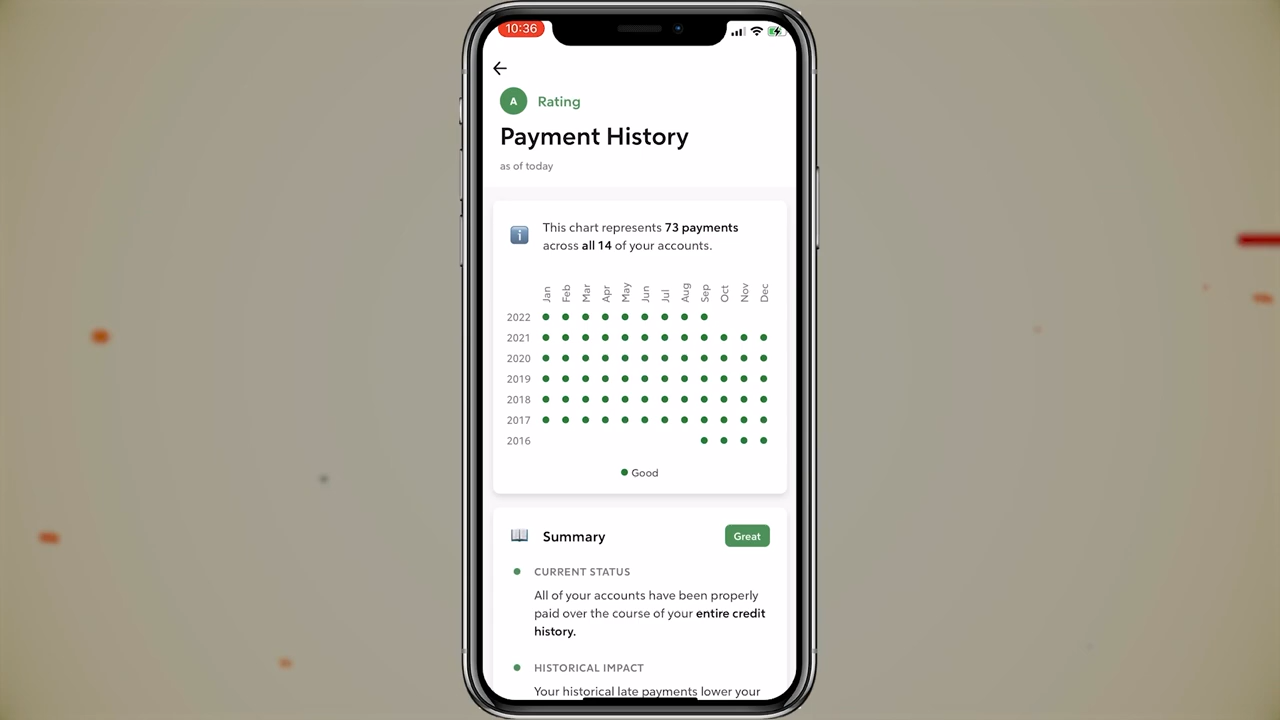 10:36
A Rating
Payment History
as of today
This chart represents 73 payments
across all 14 of your accounts.
Jan Feb Mar Apr May Jun Jul Aug Sep Oct Nov Dec
2022
2021
2020
2019
2018
2017
2016
Good
Summary Great
CURRENT STATUS
All of your accounts have been properly
paid over the course of your entire credit
history.
HISTORICAL IMPACT
Your historical late payments lower your